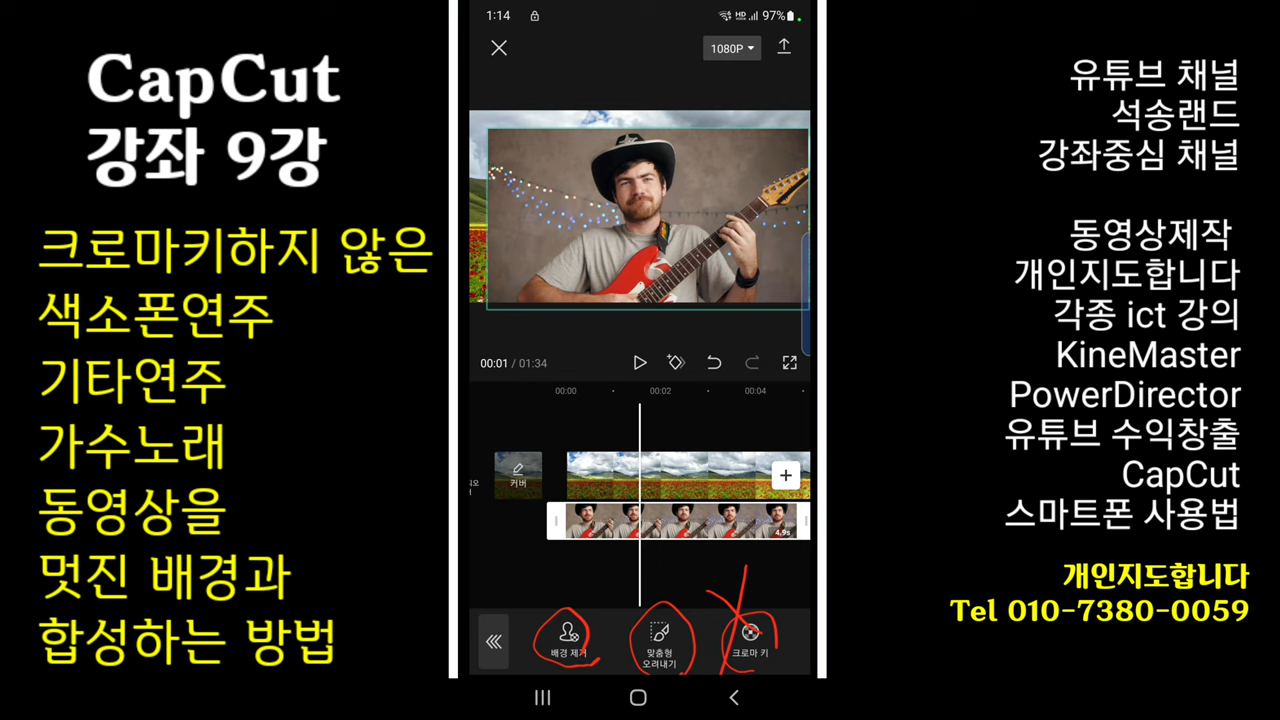 CapCut
강좌 9강
크로마키하지 않은
색소폰연주
기타연주
가수노래
동영상을
멋진 배경과
합성하는 방법
1:14
HD
97%
1080P
00:01 / 01:34
00:00
00:02
00:04
커버
4.9s
배경 제거
맞춤형
오려내기
크로마 키
유튜브 채널
석송랜드
강좌중심 채널
동영상제작
개인지도합니다
각종 ict 강의
KineMaster
PowerDirector
유튜브 수익창출
CapCut
스마트폰 사용법
개인지도합니다
Tel 010-7380-0059